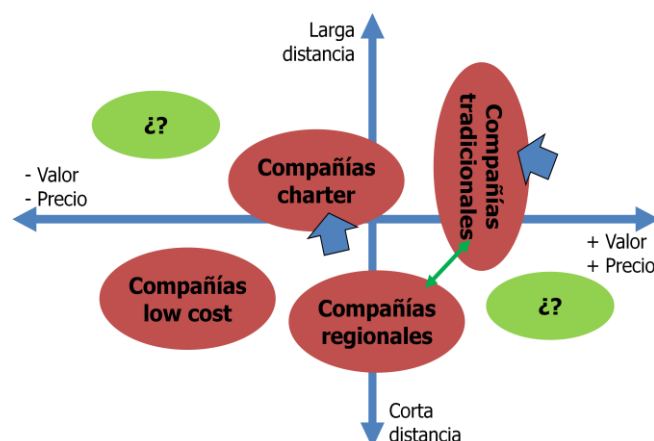 Larga
distancia
¿?
Compañías
tradicionales
Compañías
charter
- Valor
- Precio
+ Valor
+ Precio
Compañías
low cost
Compañías
regionales
¿?
Corta
distancia